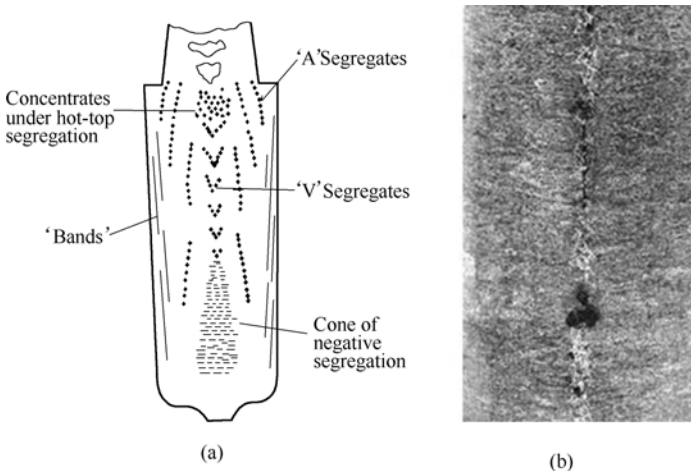 'A' Segregates
Concentrates
under hot-top
segregation
'V' Segregates
'Bands'
Cone of
negative
segregation
(a)
(b)